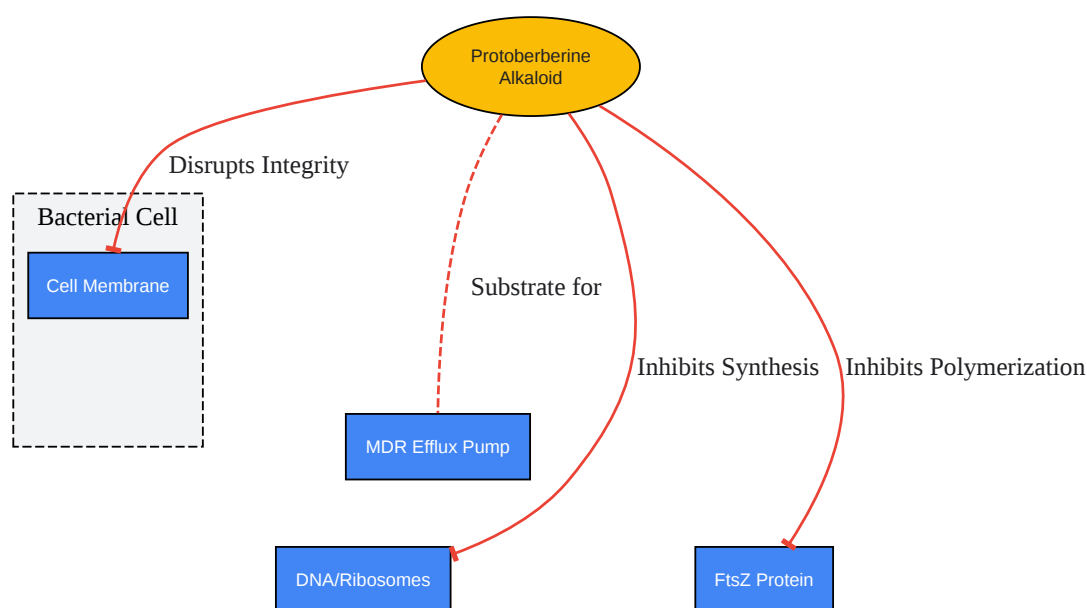 Protoberberine
Alkaloid
Disrupts Integrity
Bacterial Cell
Cell Membrane
Substrate for
Inhibits Synthesis
Inhibits Polymerization
MDR Efflux Pump
DNA/Ribosomes
FtsZ Protein